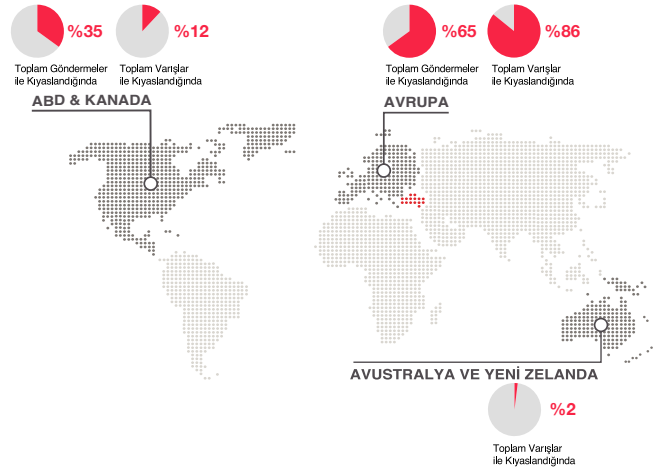 %35
Toplam Göndermeler
ile Kıyaslandığında
%12
Toplam Varışlar
ile Kıyaslandığında
ABD & KANADA
%65
Toplam Göndermeler
ile Kıyaslandığında
%86
Toplam Varışlar
ile Kıyaslandığında
AVRUPA
AVUSTRALYA VE YENİ ZELANDA
%2
Toplam Varışlar
ile Kıyaslandığında